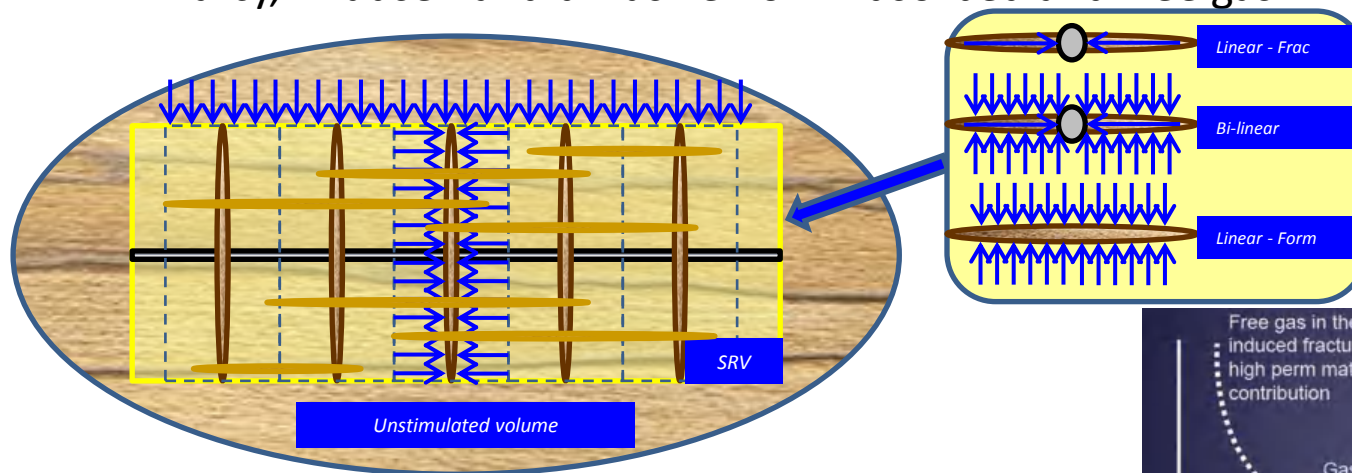 Linear - Frac
Bi-linear
Linear - Form
SRV
Unstimulated volume
Free gas in the
induced fractu
high perm mat
contribution
Gas